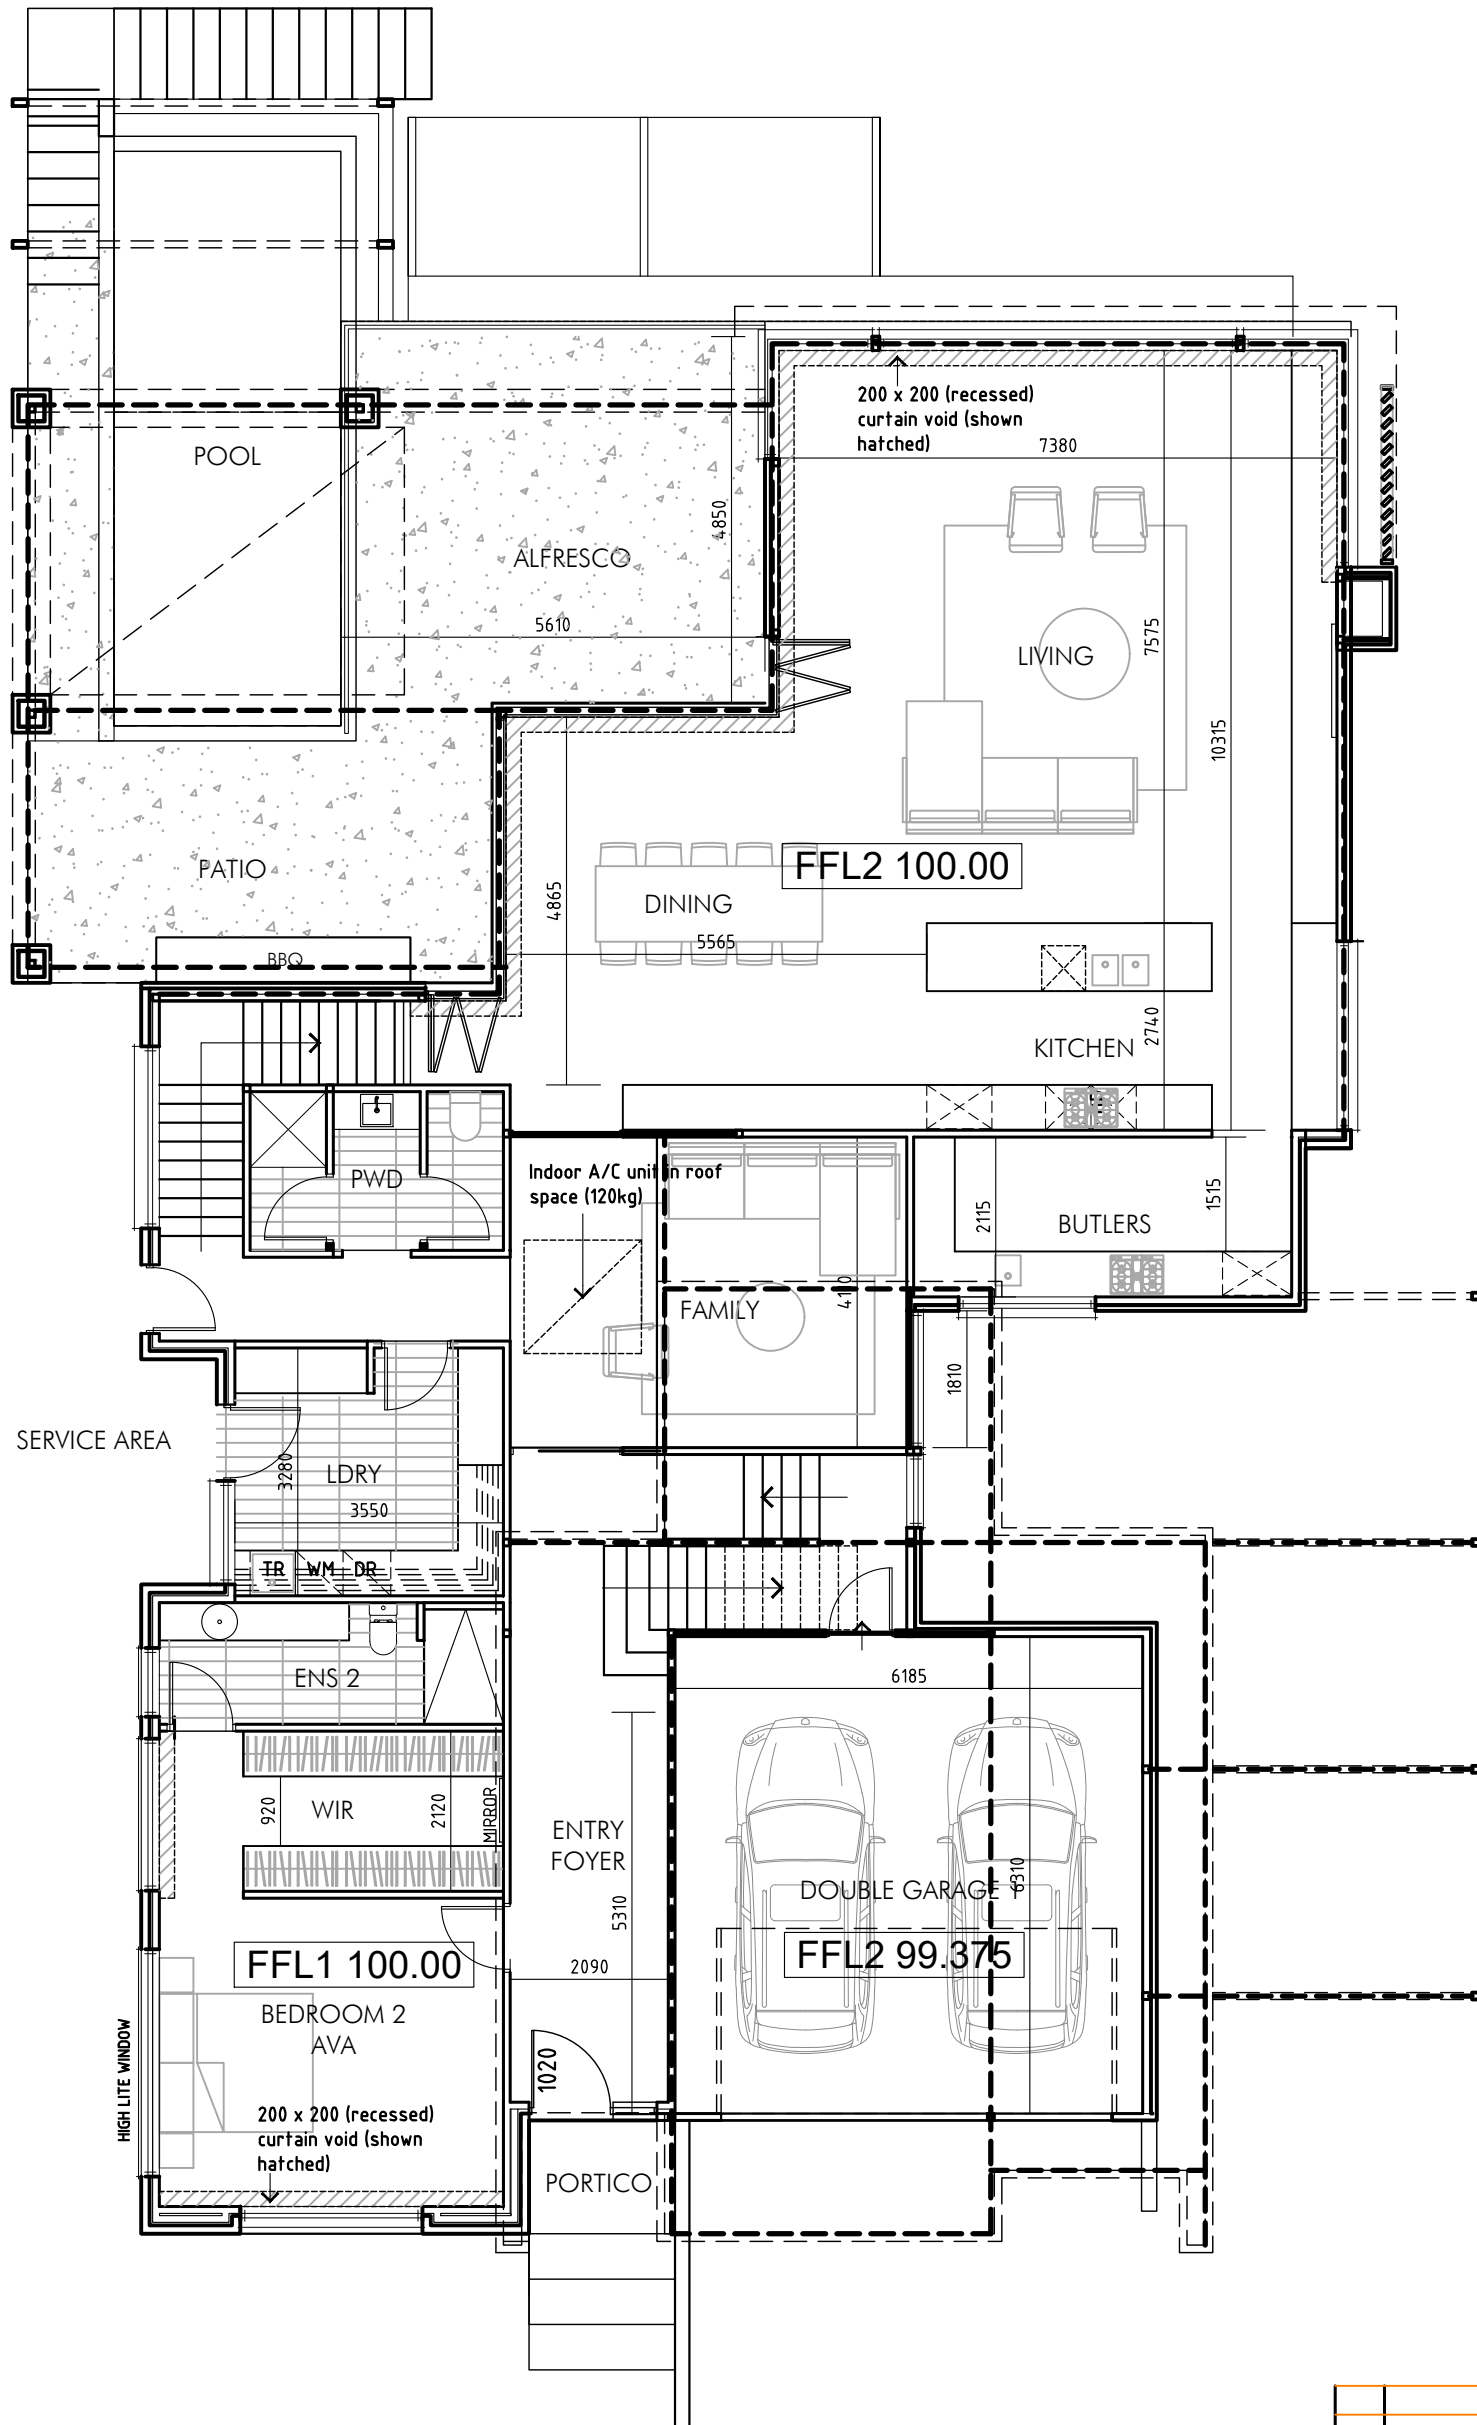 200 x 200 (recessed)
curtain void (shown
hatched)
7380
POOL
4850
ALFRESCO
5610
7575
LIVING
10315
PATIO
FFL2 100.00
4865
DINING
5565
BBQ
2740
KITCHEN
PWD
Indoor A/C unit in roof
space (120kg)
1515
2115
BUTLERS
4110
FAMILY
1810
SERVICE AREA
3280
LDRY
3550
TR WM DR
ENS 2
6185
920
WIR
2120
MIRROR
ENTRY
FOYER
6310
DOUBLE GARAGE 1
5310
FFL1 100.00
FFL2 99.375
2090
BEDROOM 2
AVA
HIGH LITE WINDOW
1020
200 x 200 (recessed)
curtain void (shown
hatched)
PORTICO